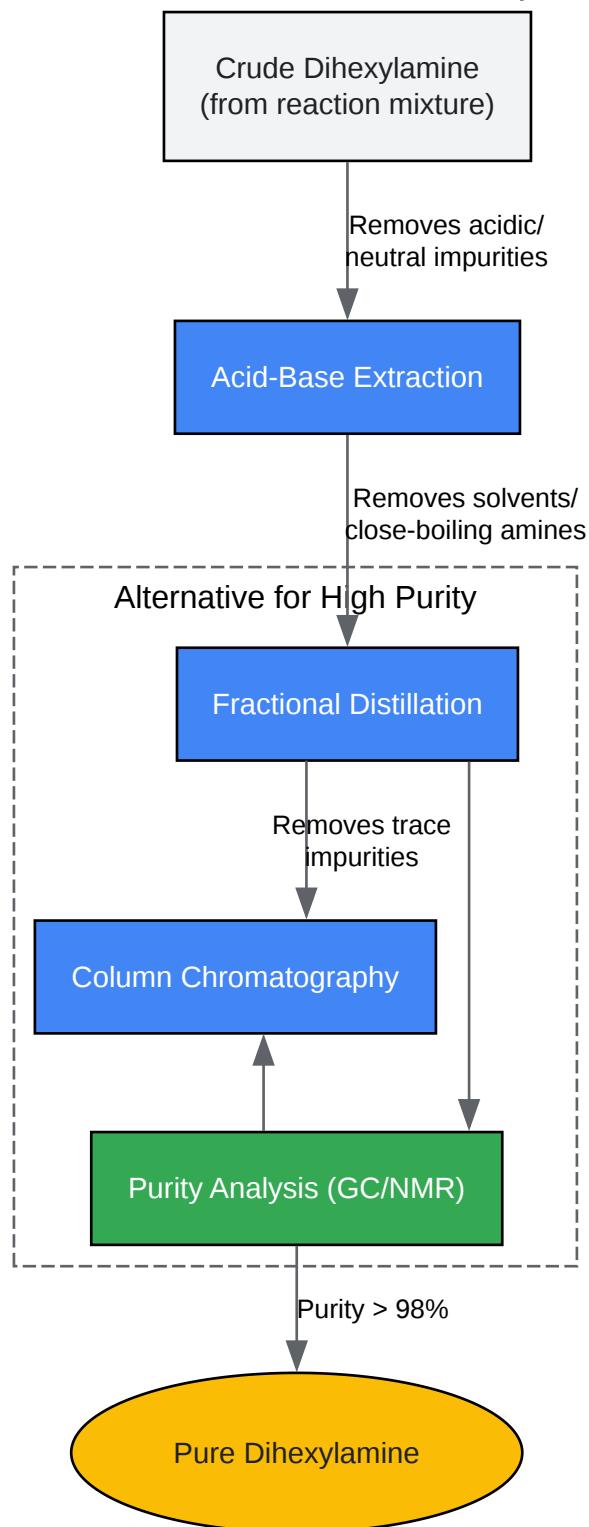 Crude Dihexylamine
(from reaction mixture)
Removes acidic/
neutral impurities
Acid-Base Extraction
Removes solvents/
close-boiling amines
Alternative for High Purity
Fractional Distillation
Removes trace
impurities
Column Chromatography
Purity Analysis (GC/NMR)
Purity > 98%
Pure Dihexylamine